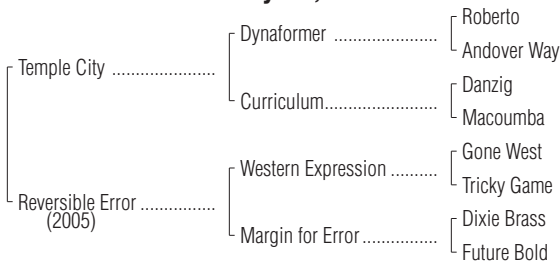 Roberto
Dynaformer ......................
Andover Way
Temple City ......................
Danzig
Curriculum........................
Macoumba
Gone West
Western Expression ..........
Tricky Game
Reversible Error ................
(2005)
Dixie Brass
Margin for Error................
Future Bold